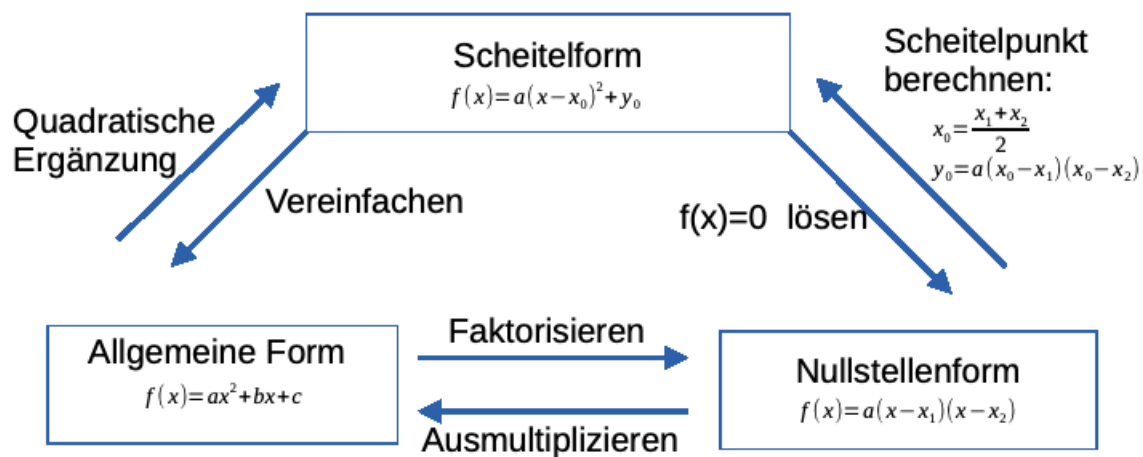 Scheitelform
f(x)=a(x−x₀)²+y₀
Scheitelpunkt
berechnen:
x₀=(x₁+x₂)/2
y₀=a(x₀−x₁)(x₀−x₂)
Quadratische
Ergänzung
Vereinfachen
f(x)=0 lösen
Allgemeine Form
f(x)=ax²+bx+c
Faktorisieren
Ausmultiplizieren
Nullstellenform
f(x)=a(x−x₁)(x−x₂)